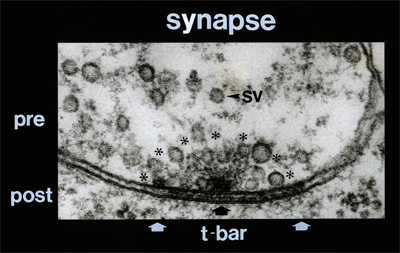 synapse
sv
pre
* * * * * * *
post
t-bar